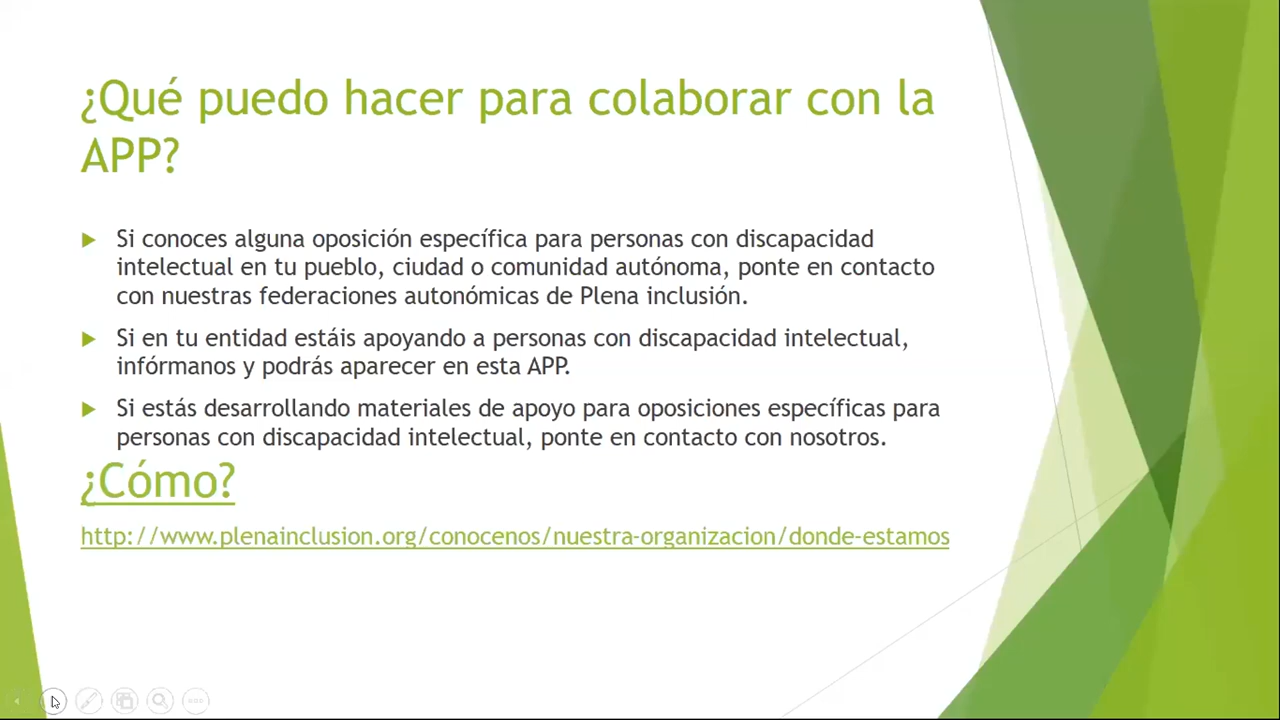 ¿Qué puedo hacer para colaborar con la
APP?
Si conoces alguna oposición específica para personas con discapacidad
intelectual en tu pueblo, ciudad o comunidad autónoma, ponte en contacto
con nuestras federaciones autonómicas de Plena inclusión.
Si en tu entidad estáis apoyando a personas con discapacidad intelectual,
infórmanos y podrás aparecer en esta APP.
Si estás desarrollando materiales de apoyo para oposiciones específicas para
personas con discapacidad intelectual, ponte en contacto con nosotros.
¿Cómo?
http://www.plenainclusion.org/conocenos/nuestra-organizacion/donde-estamos